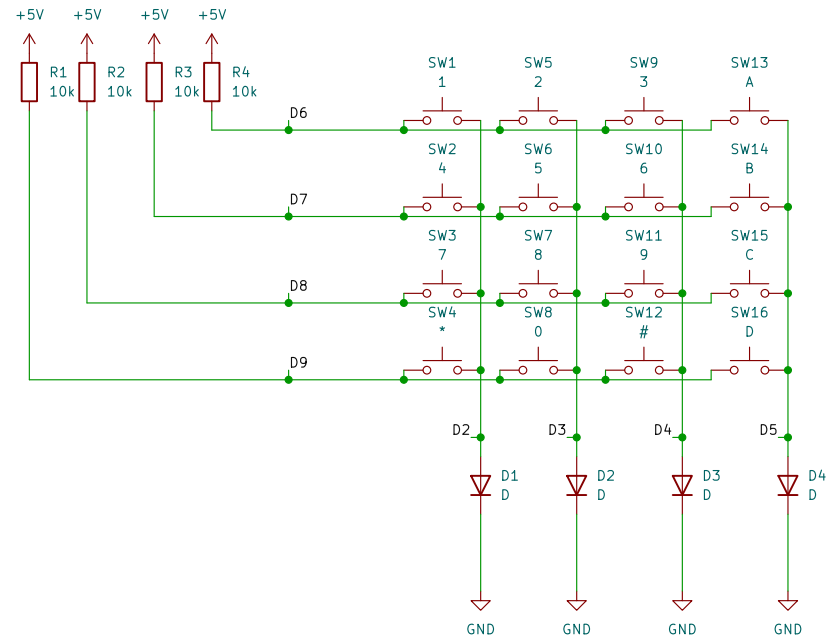 +5V +5V +5V +5V
R1 R2 R3 R4
10k 10k 10k 10k
SW1 SW5 SW9 SW13
1 2 3 A
D6
SW2 SW6 SW10 SW14
4 5 6 B
D7
SW3 SW7 SW11 SW15
7 8 9 C
D8
SW4 SW8 SW12 SW16
* 0 # D
D9
D2 D3 D4 D5
D1 D2 D3 D4
D D D D
GND GND GND GND